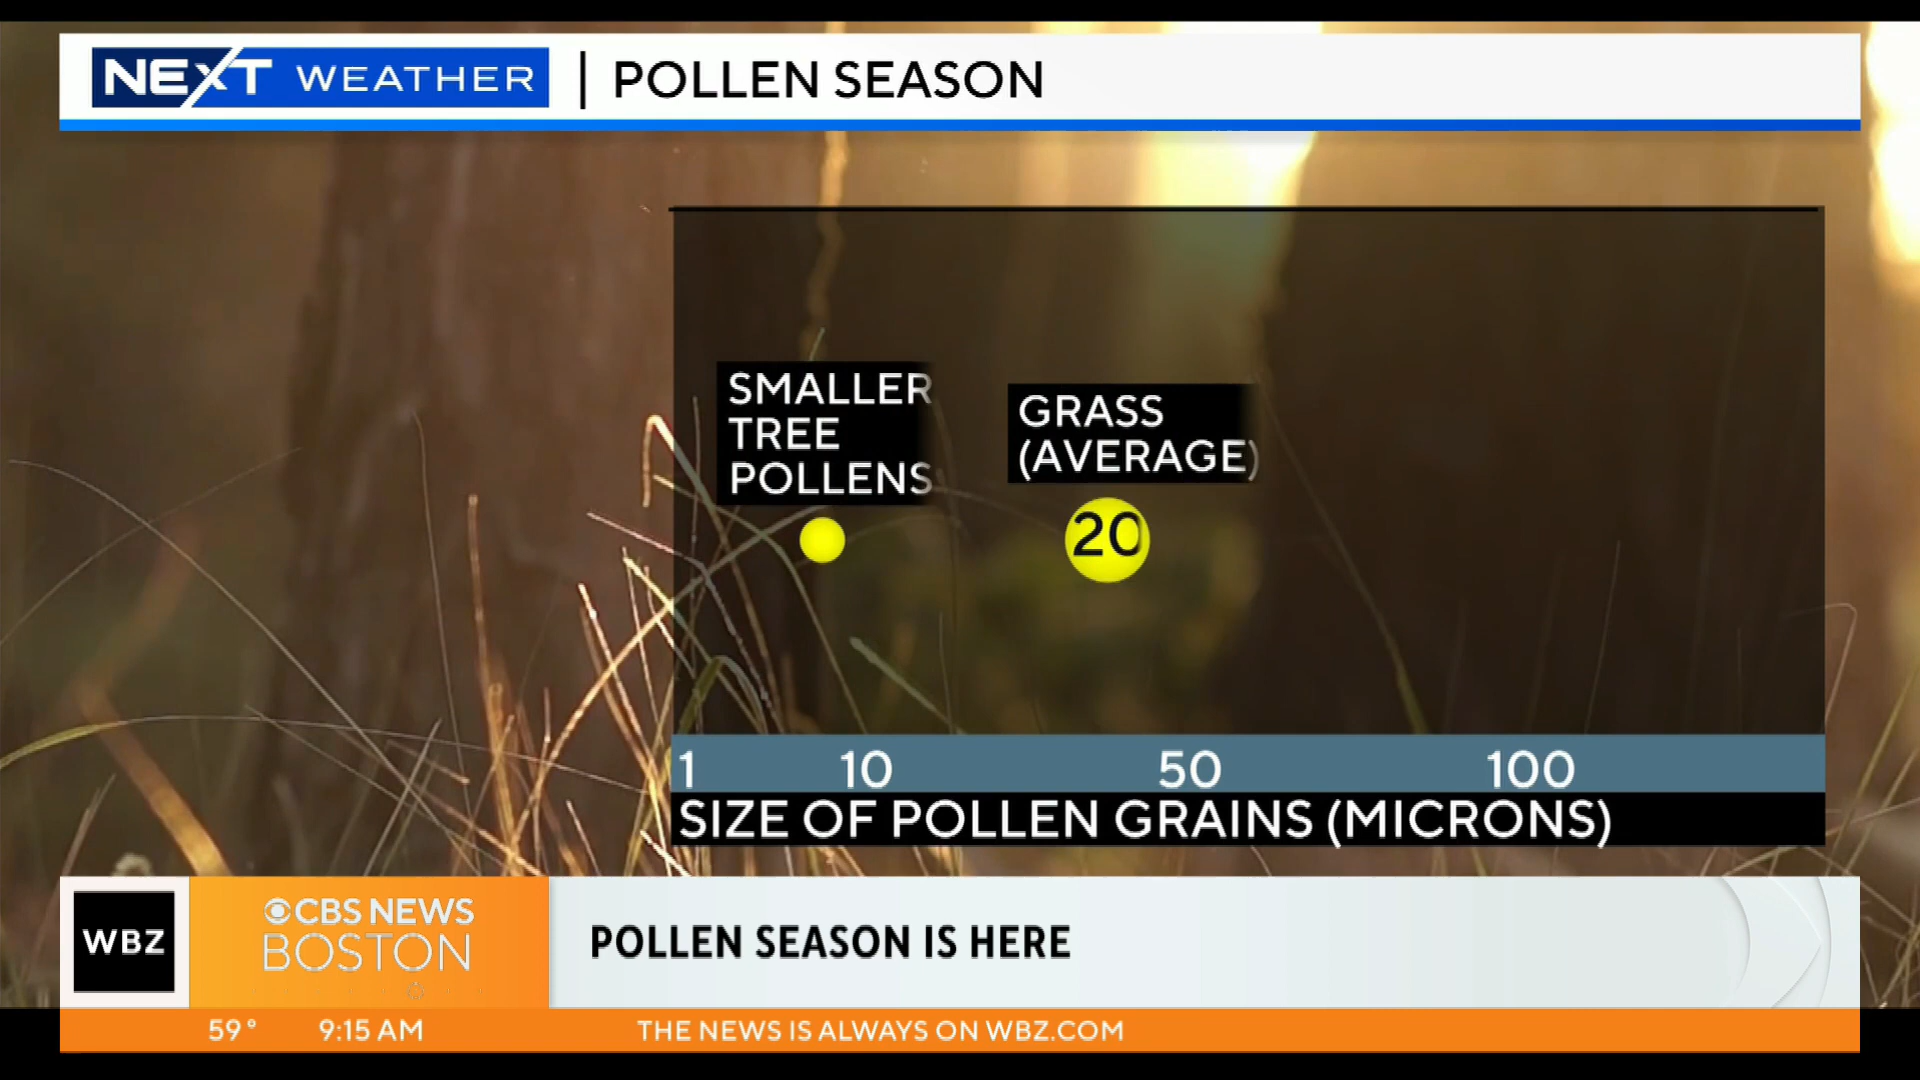 NEXT WEATHER
POLLEN SEASON
SMALLER
TREE
POLLENS
GRASS
(AVERAGE)
20
1 10 50 100
SIZE OF POLLEN GRAINS (MICRONS)
WBZ
CBS NEWS
BOSTON
POLLEN SEASON IS HERE
59° 9:15 AM THE NEWS IS ALWAYS ON WBZ.COM